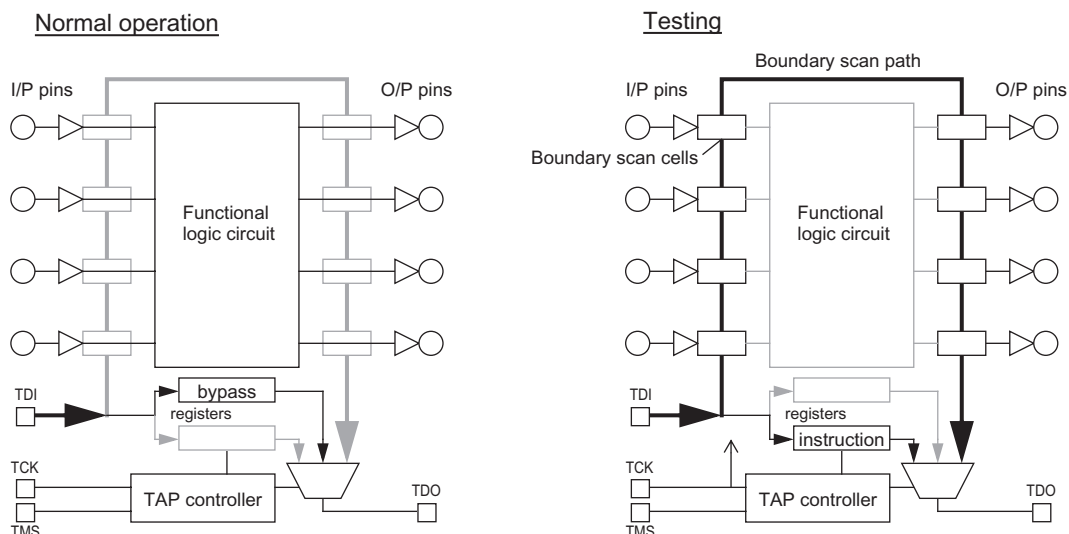 Normal operation
I/P pins
O/P pins
Functional
logic circuit
TDI
bypass
registers
TCK
TAP controller
TDO
TMS
Testing
Boundary scan path
I/P pins
O/P pins
Boundary scan cells
Functional
logic circuit
TDI
registers
instruction
TCK
TAP controller
TDO
TMS